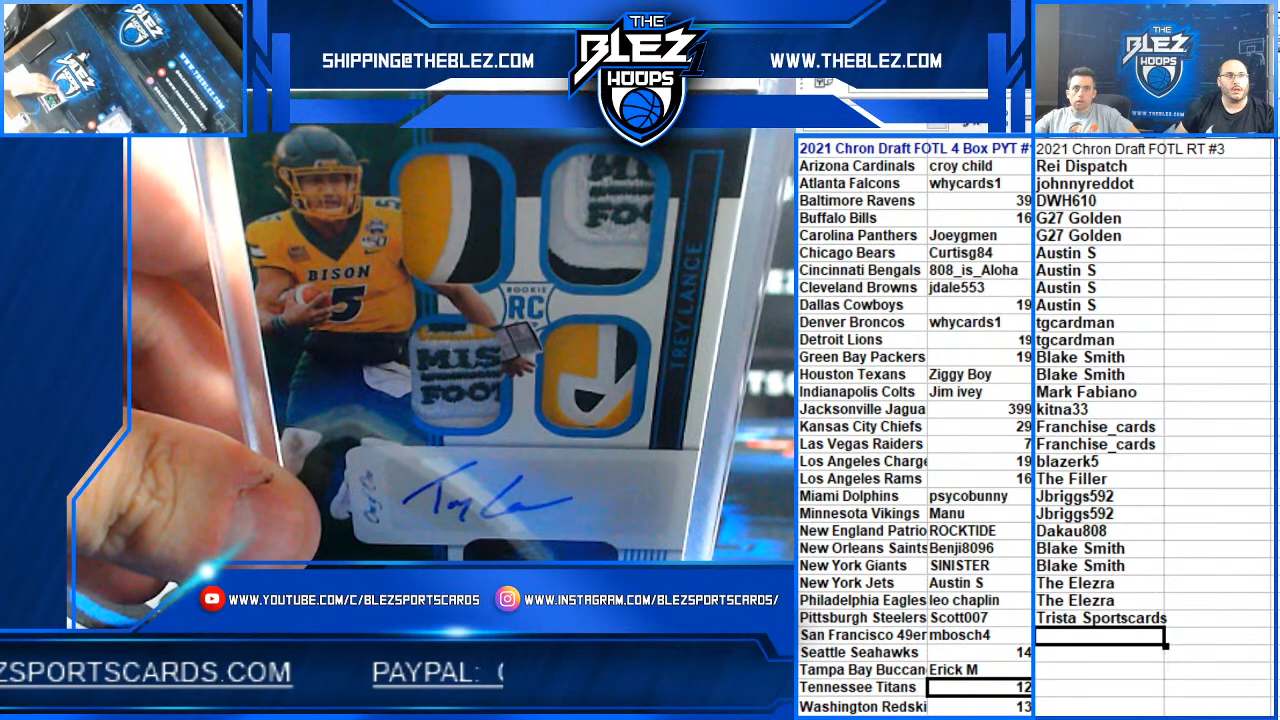 SHIPPING@THEBLEZ.COM
THE
BLEZ
HOOPS
WWW.THEBLEZ.COM
THE
BLEZ
HOOPS
WWW.THEBLEZ.COM
BISON
5
ROOKIE
RC
TREY LANCE
MIS
FOO
One of One
WWW.YOUTUBE.COM/C/BLEZSPORTSCARDS
WWW.INSTAGRAM.COM/BLEZSPORTSCARDS/
ZSPORTSCARDS.COM
PAYPAL:
2021 Chron Draft FOTL 4 Box PYT #
Arizona Cardinals croy child
Atlanta Falcons whycards1
Baltimore Ravens 39
Buffalo Bills 16
Carolina Panthers Joeygmen
Chicago Bears Curtisg84
Cincinnati Bengals 808_is_Aloha
Cleveland Browns jdale553
Dallas Cowboys 19
Denver Broncos whycards1
Detroit Lions 19
Green Bay Packers 19
Houston Texans Ziggy Boy
Indianapolis Colts Jim ivey
Jacksonville Jagua 399
Kansas City Chiefs 29
Las Vegas Raiders 7
Los Angeles Charge 19
Los Angeles Rams 16
Miami Dolphins psycobunny
Minnesota Vikings Manu
New England Patrio ROCKTIDE
New Orleans Saints Benji8096
New York Giants SINISTER
New York Jets Austin S
Philadelphia Eagles leo chaplin
Pittsburgh Steelers Scott007
San Francisco 49er mbosch4
Seattle Seahawks 14
Tampa Bay Buccan Erick M
Tennessee Titans 12
Washington Redski 13
2021 Chron Draft FOTL RT #3
Rei Dispatch
johnnyreddot
DWH610
G27 Golden
G27 Golden
Austin S
Austin S
Austin S
Austin S
tgcardman
tgcardman
Blake Smith
Blake Smith
Mark Fabiano
kitna33
Franchise_cards
Franchise_cards
blazerk5
The Filler
Jbriggs592
Jbriggs592
Dakau808
Blake Smith
Blake Smith
The Elezra
The Elezra
Trista Sportscards